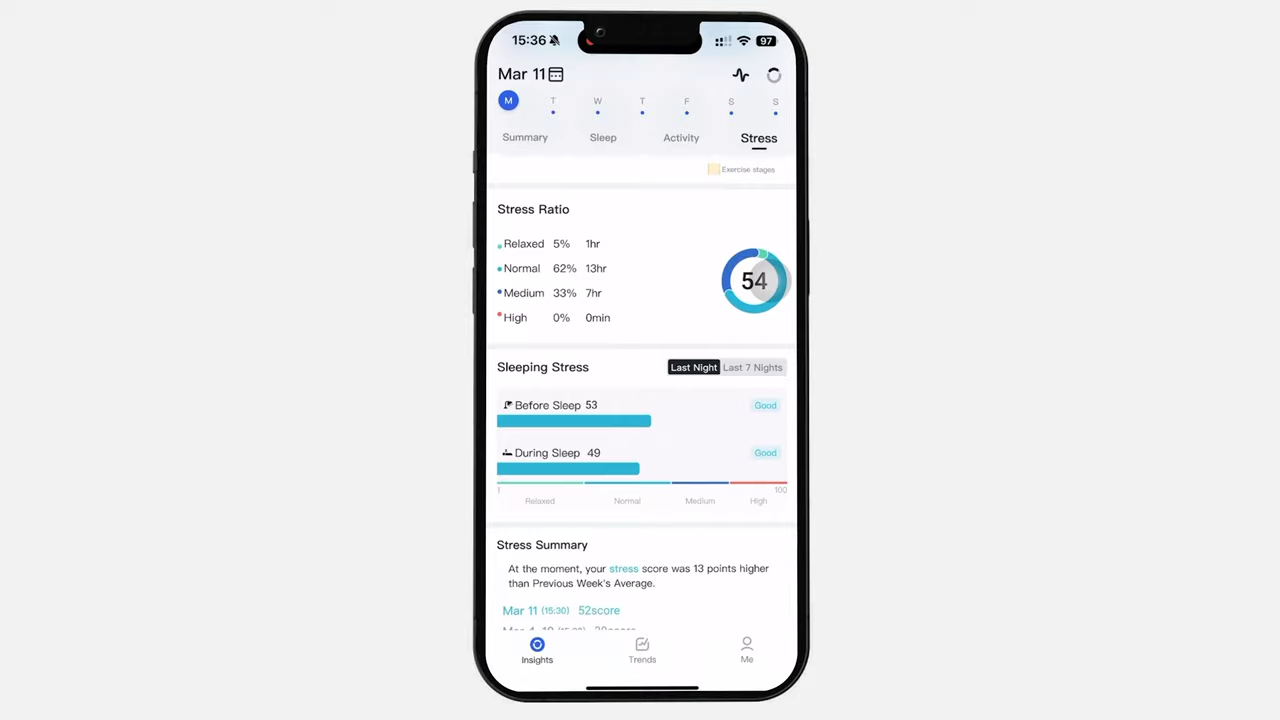 15:36 97
Mar 11
M T W T F S S
Summary Sleep Activity Stress
Exercise stages
Stress Ratio
Relaxed 5% 1hr
Normal 62% 13hr
Medium 33% 7hr
High 0% 0min
54
Sleeping Stress Last Night Last 7 Nights
Before Sleep 53 Good
During Sleep 49 Good
1 100
Relaxed Normal Medium High
Stress Summary
At the moment, your stress score was 13 points higher
than Previous Week's Average.
Mar 11 (15:30) 52score
Insights Trends Me